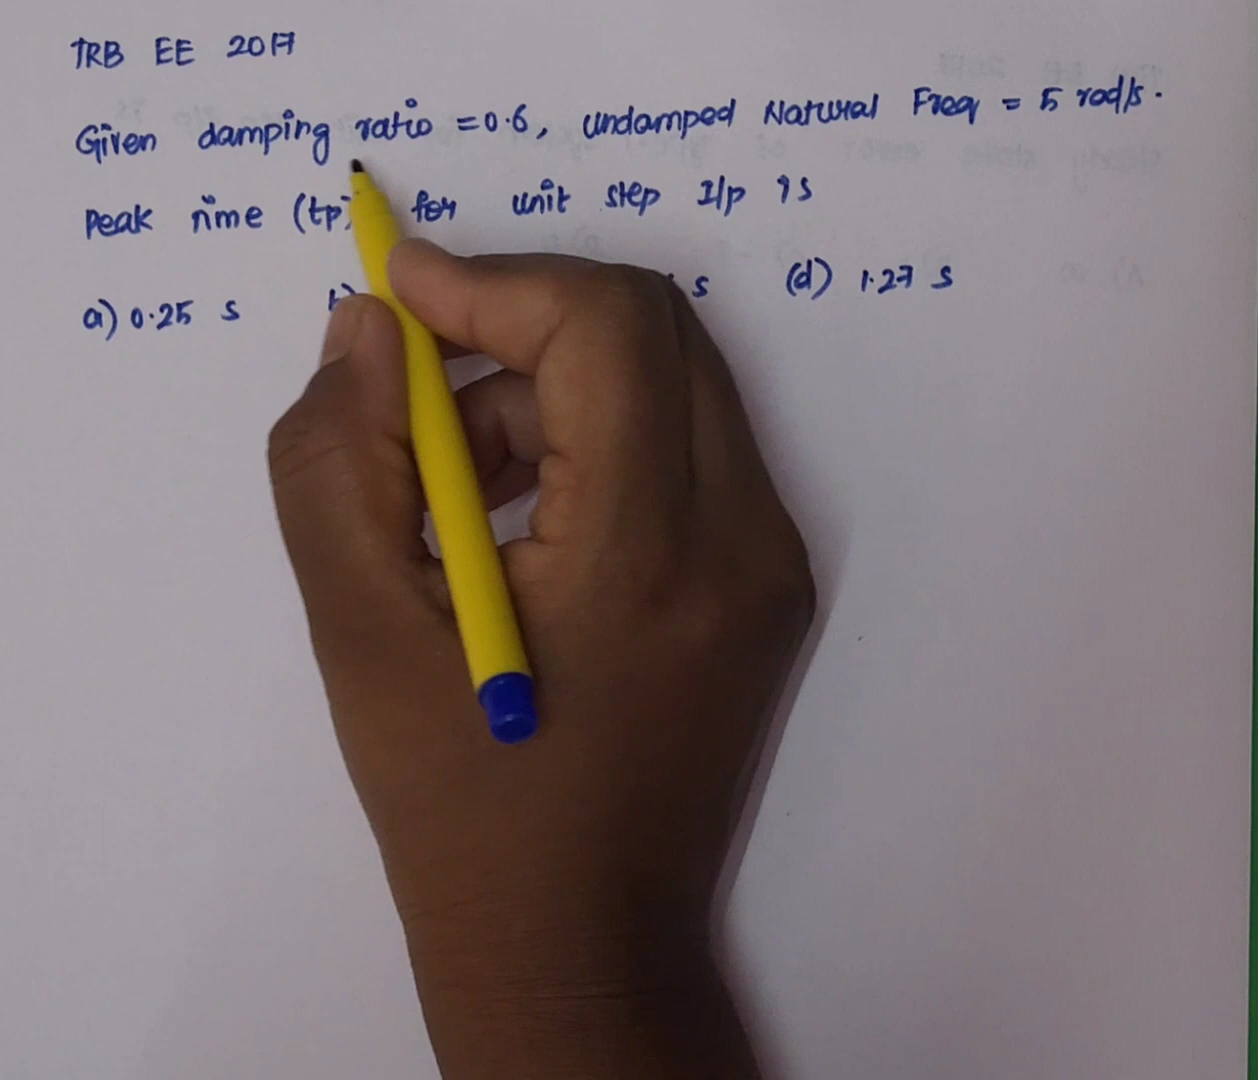 TRB EE 2017
Given damping ratio = 0.6, undamped Natural Freq = 5 rad/s.
Peak Time (tp) for unit step I/p is
a) 0.25 s b) s (d) 1.27 s